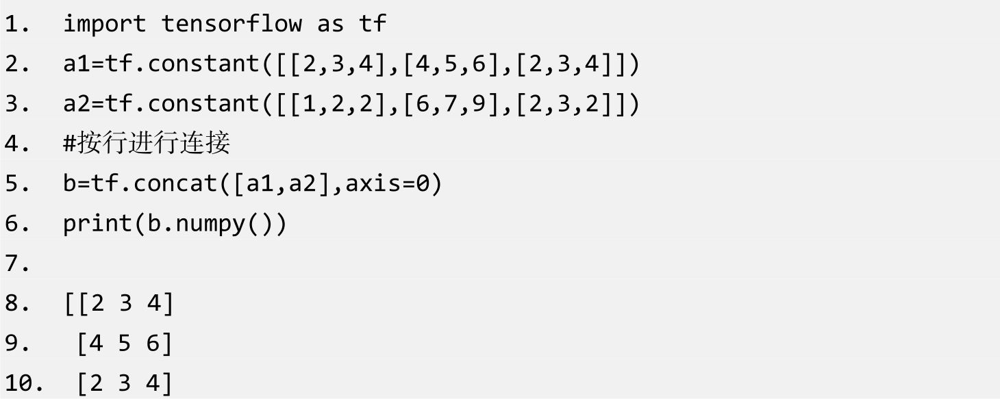 1. import tensorflow as tf
2. a1=tf.constant([[2,3,4],[4,5,6],[2,3,4]])
3. a2=tf.constant([[1,2,2],[6,7,9],[2,3,2]])
4. #按行进行连接
5. b=tf.concat([a1,a2],axis=0)
6. print(b.numpy())
7.
8. [[2 3 4]
9. [4 5 6]
10. [2 3 4]